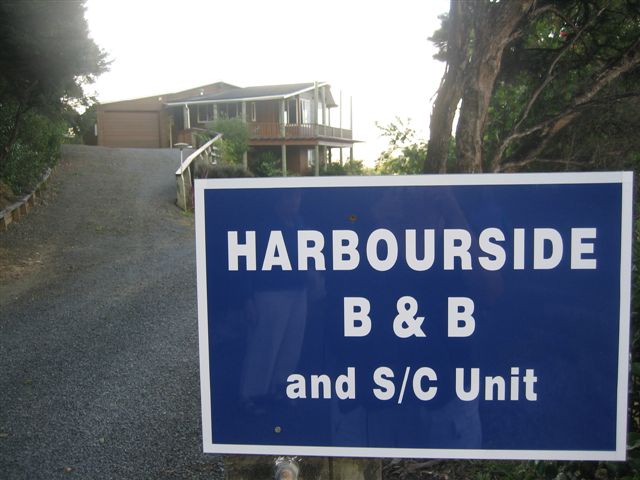 HARBOURSIDE
B & B
and S/C Unit